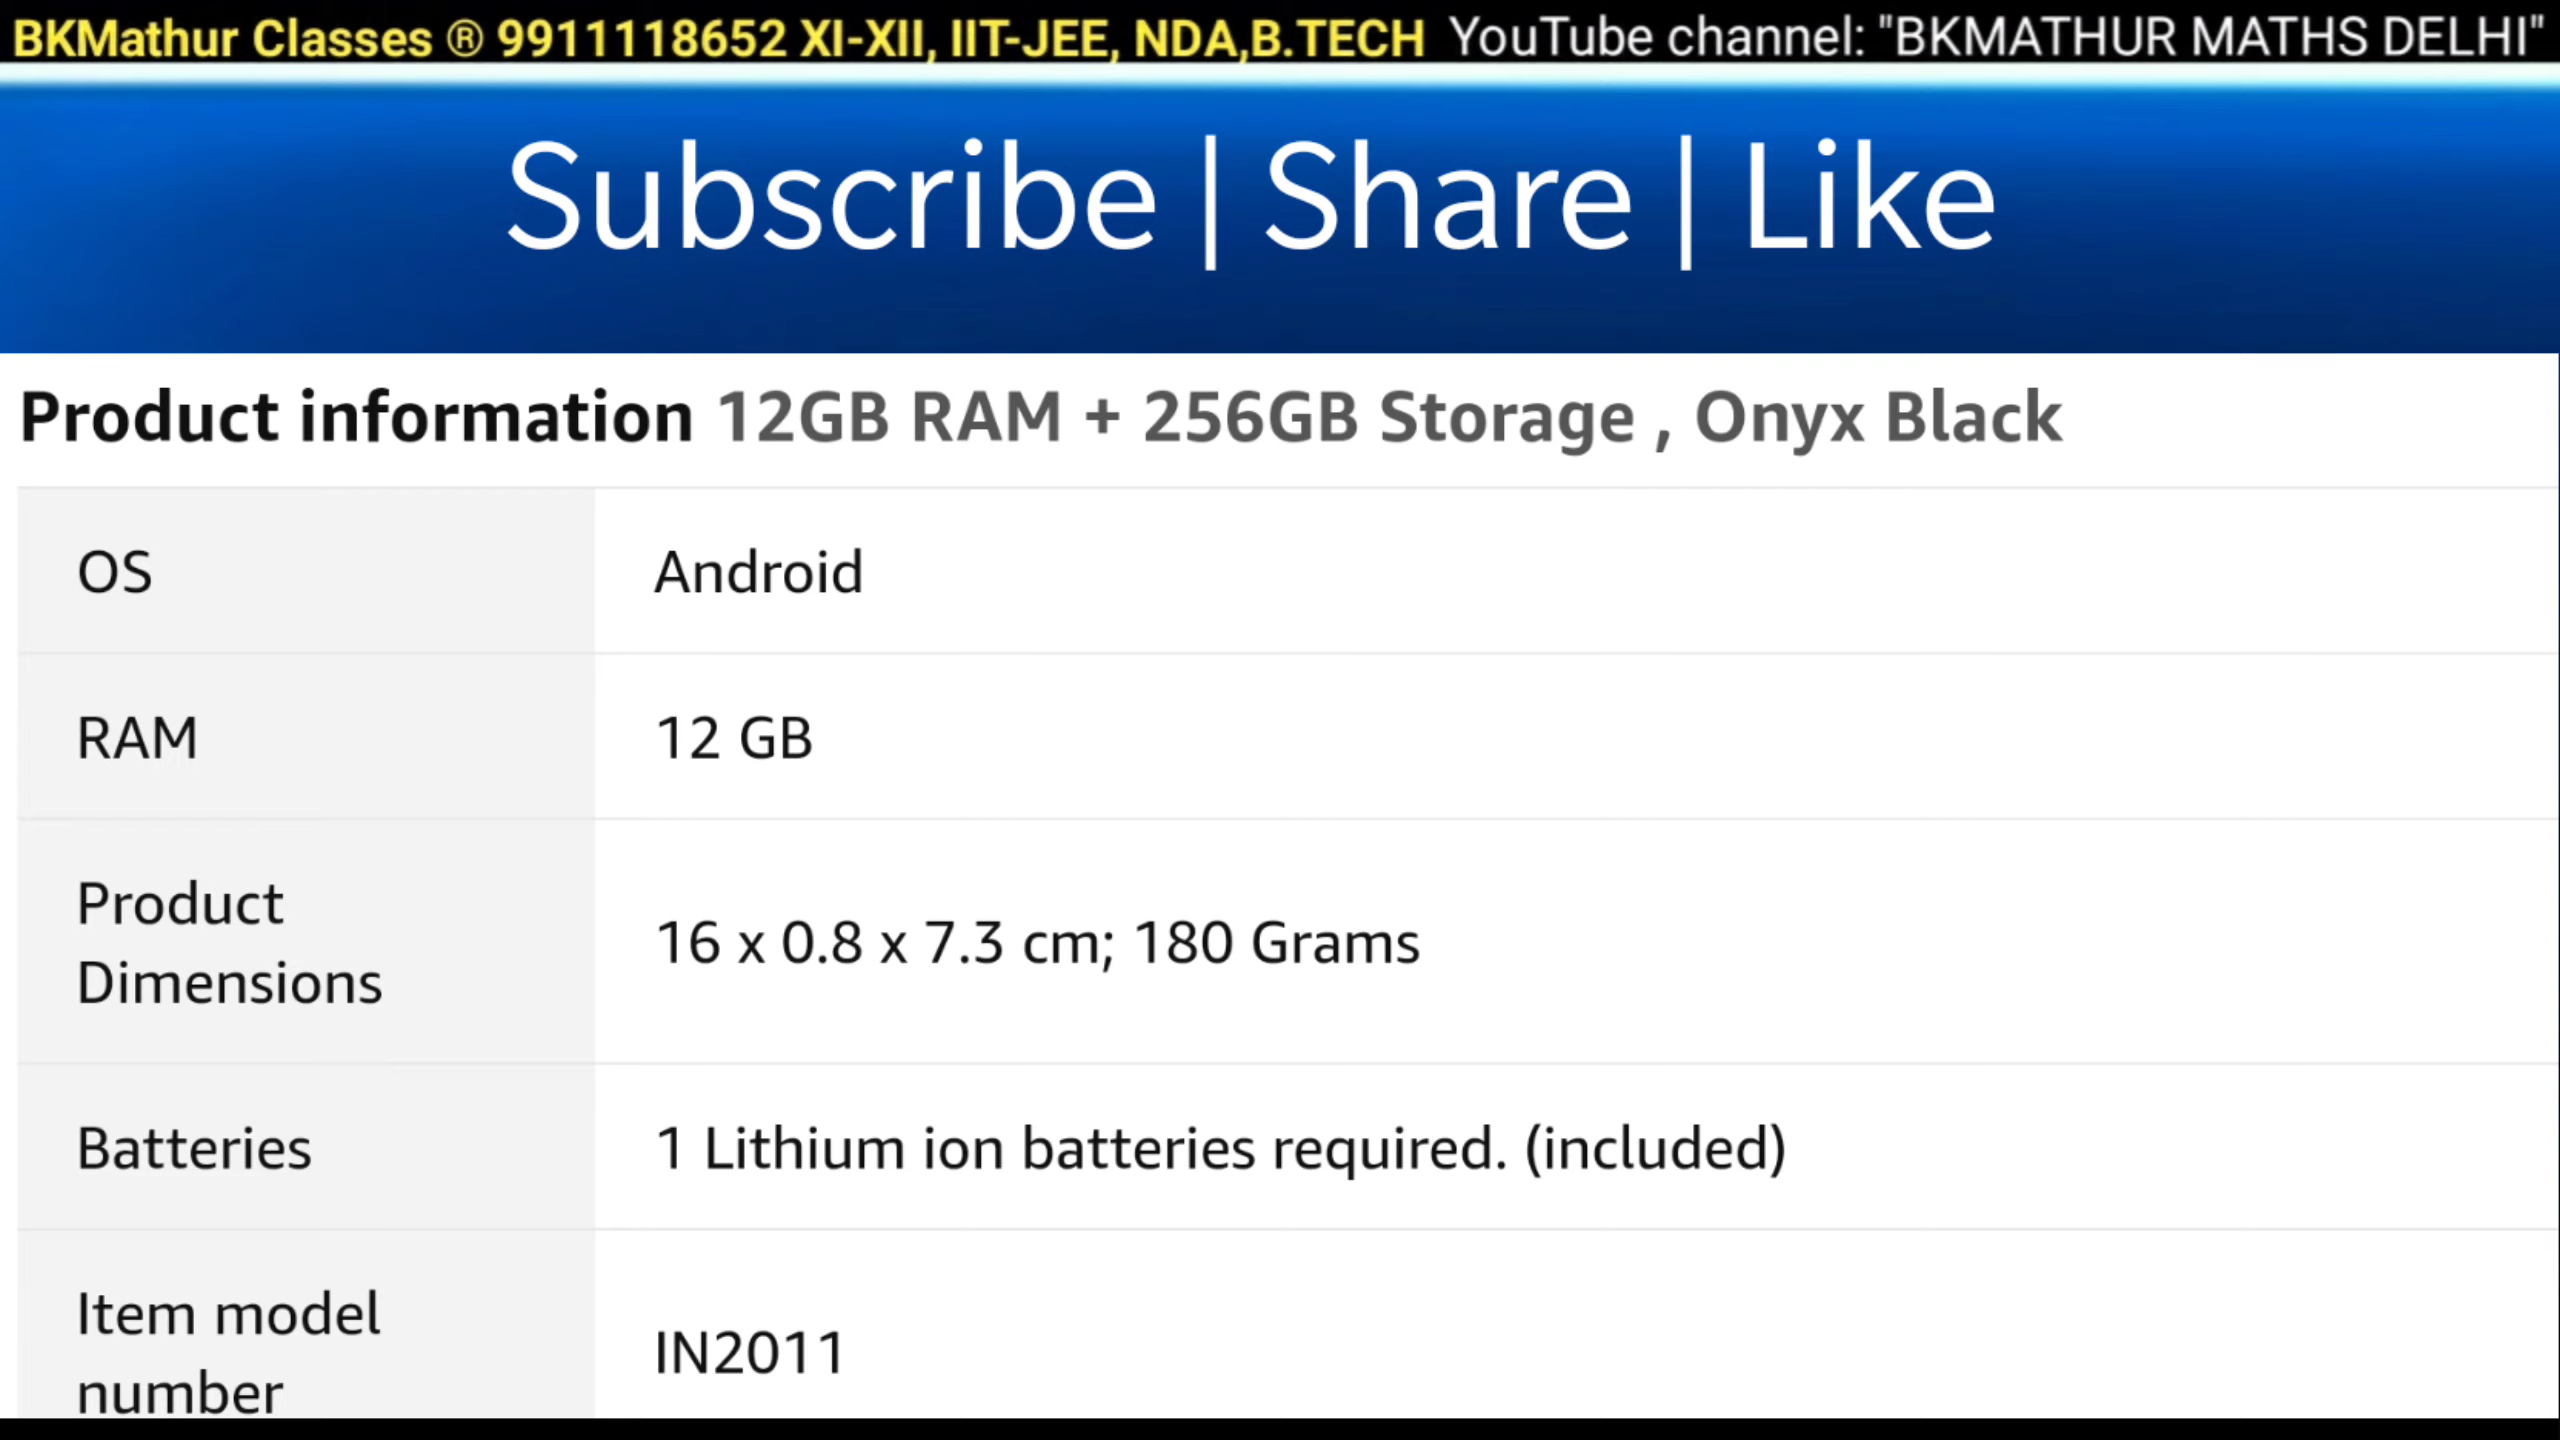 BKMathur Classes ® 9911118652 XI-XII, IIT-JEE, NDA,B.TECH YouTube channel: "BKMATHUR MATHS DELHI"
Subscribe | Share | Like
Product information 12GB RAM + 256GB Storage , Onyx Black
OS Android
RAM 12 GB
Product
Dimensions
16 x 0.8 x 7.3 cm; 180 Grams
Batteries 1 Lithium ion batteries required. (included)
Item model
number
IN2011